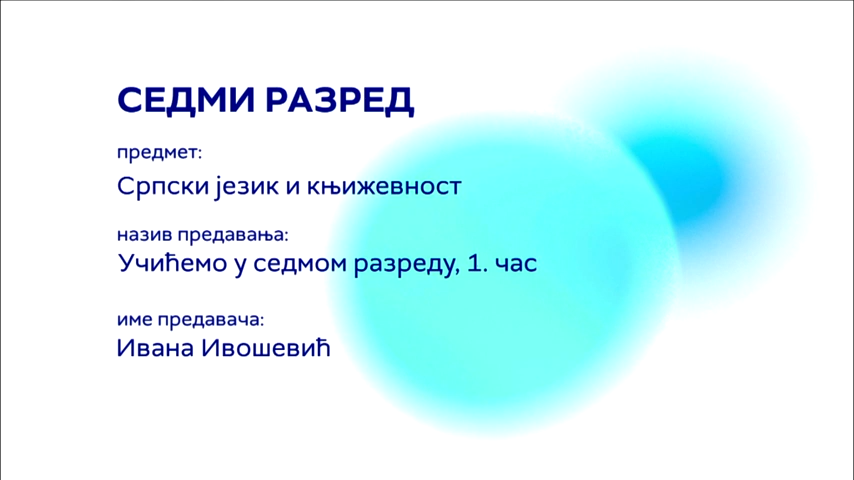 СЕДМИ РАЗРЕД
предмет:
Српски језик и књижевност
назив предавања:
Учићемо у седмом разреду, 1. час
име предавача:
Ивана Ивошевић